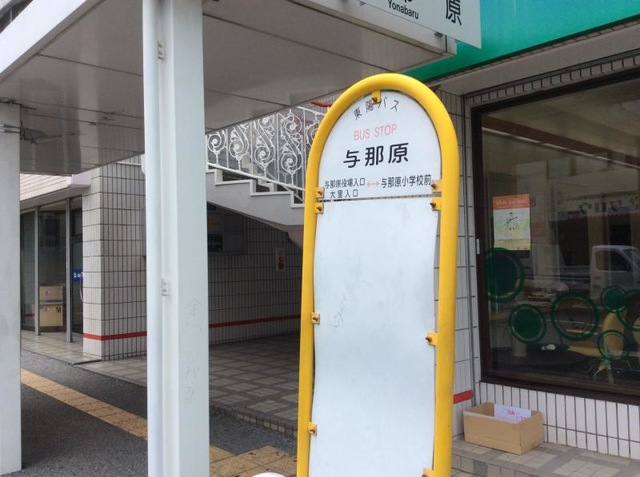 Yonabaru
原
東陽バス
BUS STOP
与那原
与那原役場入口 ⟷ 与那原小学校前
大里入口